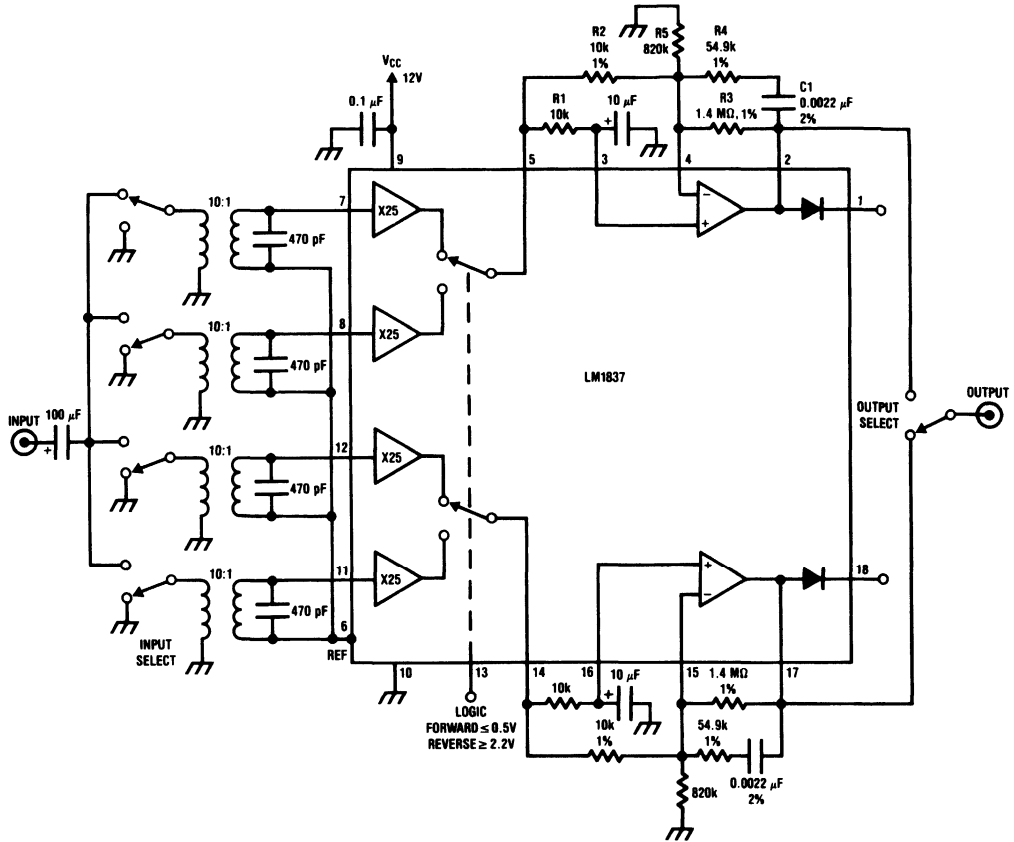 R2
10k
1%
R5
820k
R4
54.9k
1%
C1
0.0022 µF
2%
VCC
12V
0.1 µF
R1
10k
10 µF
+
R3
1.4 MΩ, 1%
9
5
3
4
2
10:1
7
X25
470 pF
−
+
1
10:1
8
X25
470 pF
LM1837
INPUT
100 µF
+
OUTPUT
SELECT
OUTPUT
10:1
12
X25
470 pF
10:1
11
X25
470 pF
+
−
18
INPUT
SELECT
6
REF
10
13
14
16
15
17
LOGIC
FORWARD ≤ 0.5V
REVERSE ≥ 2.2V
10k
10 µF
+
1.4 MΩ
1%
10k
1%
54.9k
1%
0.0022 µF
2%
820k